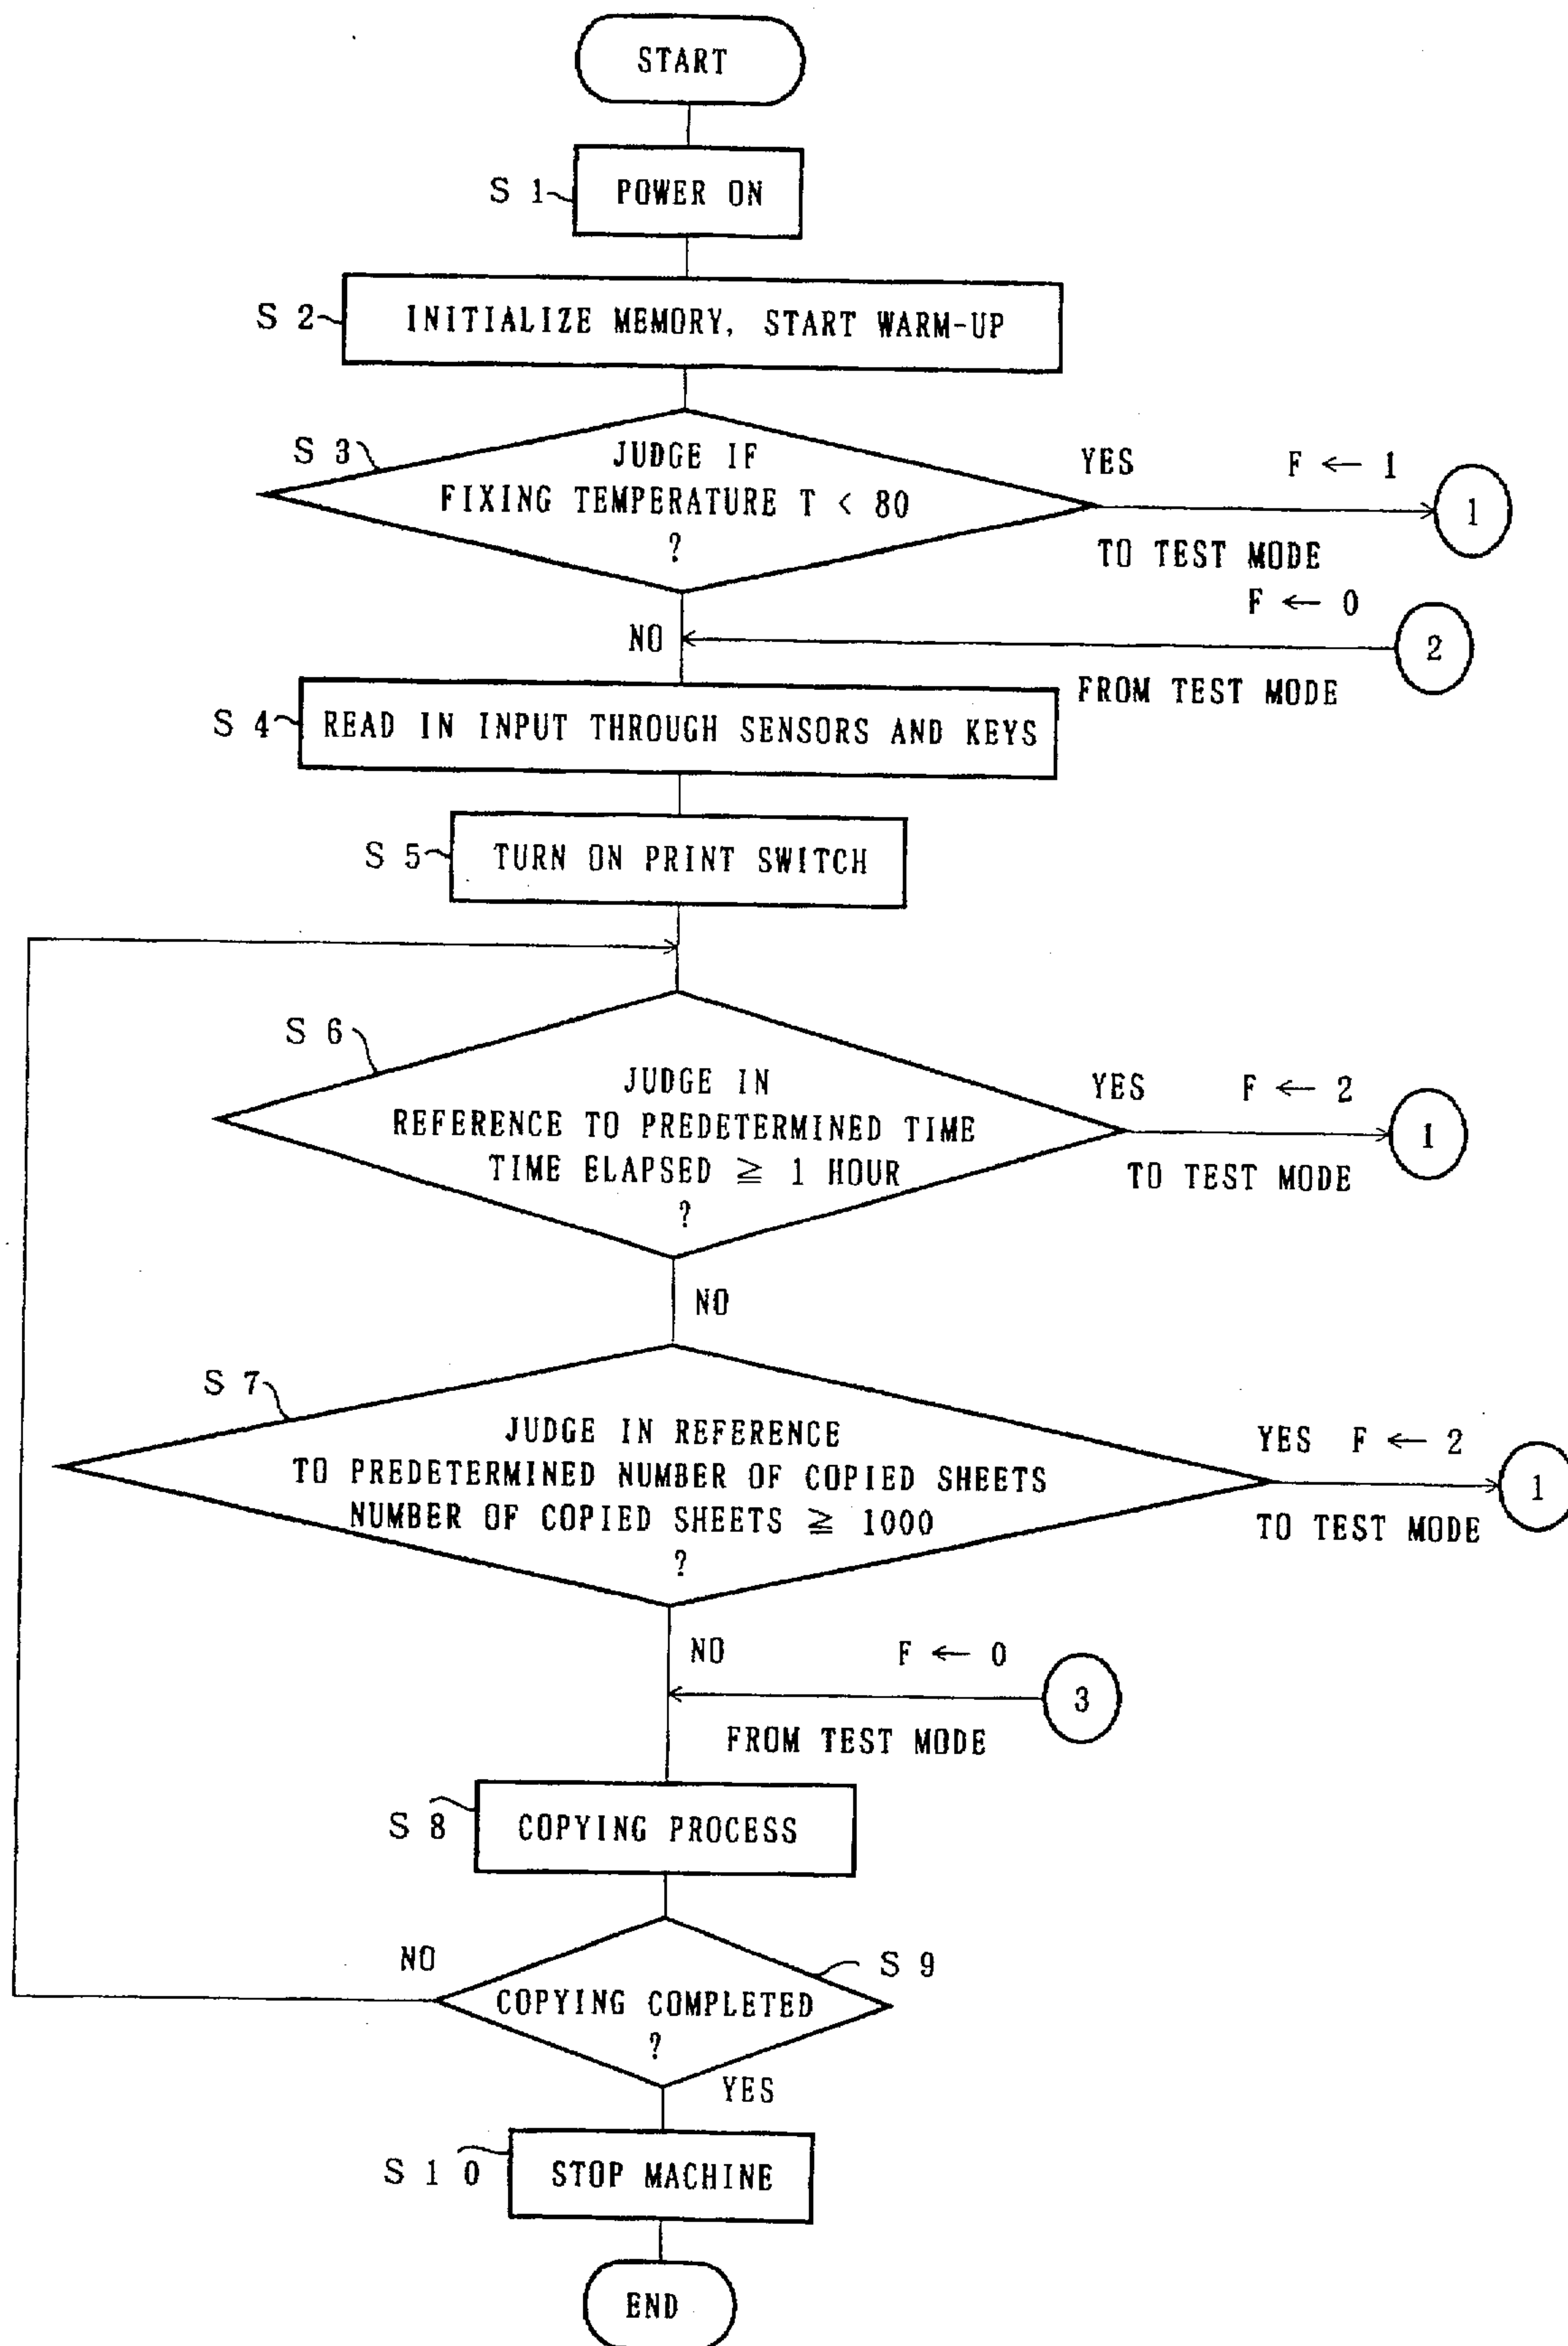 START
S 1
POWER ON
S 2
INITIALIZE MEMORY, START WARM-UP
S 3
JUDGE IF
FIXING TEMPERATURE T < 80
?
YES F ← 1
1
TO TEST MODE
F ← 0
NO
2
FROM TEST MODE
S 4
READ IN INPUT THROUGH SENSORS AND KEYS
S 5
TURN ON PRINT SWITCH
S 6
JUDGE IN
REFERENCE TO PREDETERMINED TIME
TIME ELAPSED ≧ 1 HOUR
?
YES F ← 2
1
TO TEST MODE
NO
S 7
JUDGE IN REFERENCE
TO PREDETERMINED NUMBER OF COPIED SHEETS
NUMBER OF COPIED SHEETS ≧ 1000
?
YES F ← 2
1
TO TEST MODE
NO
F ← 0
3
FROM TEST MODE
S 8
COPYING PROCESS
NO
S 9
COPYING COMPLETED
?
YES
S 1 0
STOP MACHINE
END